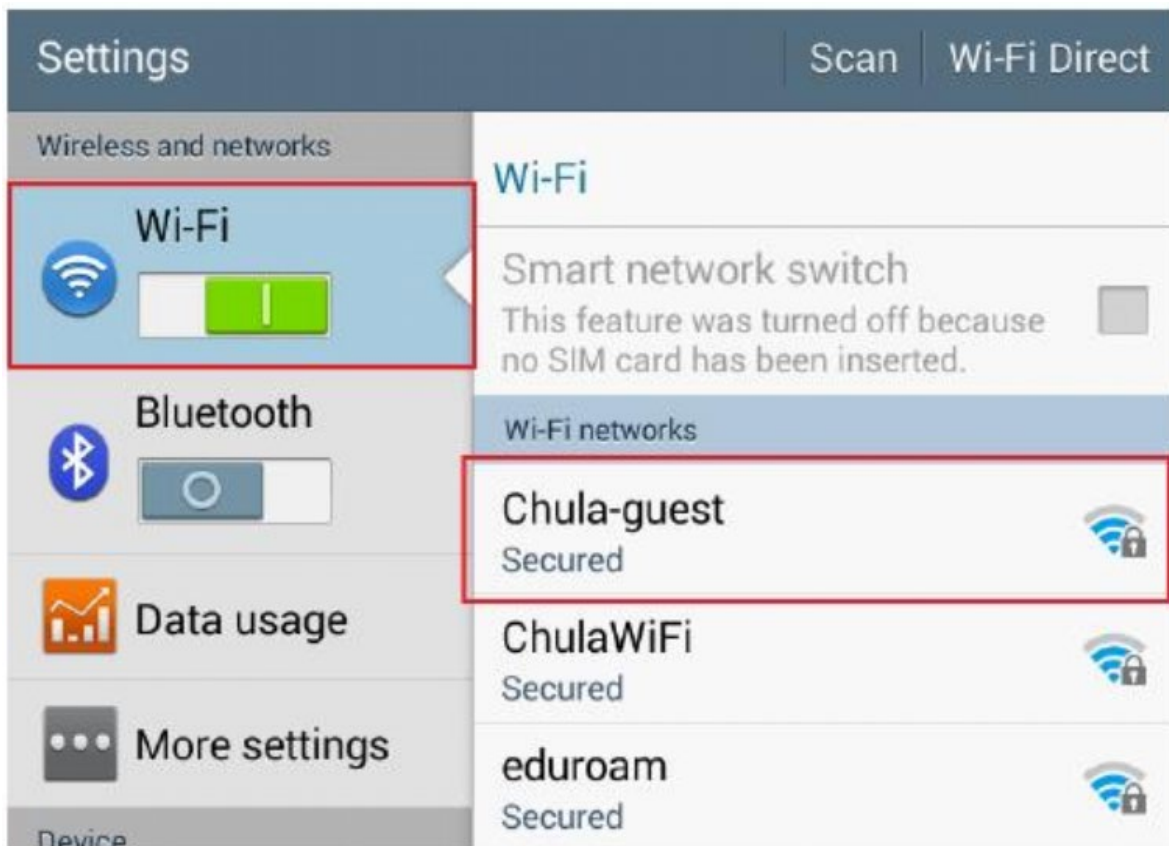 Settings
Scan
Wi-Fi Direct
Wireless and networks
Wi-Fi
Bluetooth
Data usage
More settings
Device
Wi-Fi
Smart network switch
This feature was turned off because
no SIM card has been inserted.
Wi-Fi networks
Chula-guest
Secured
ChulaWiFi
Secured
eduroam
Secured